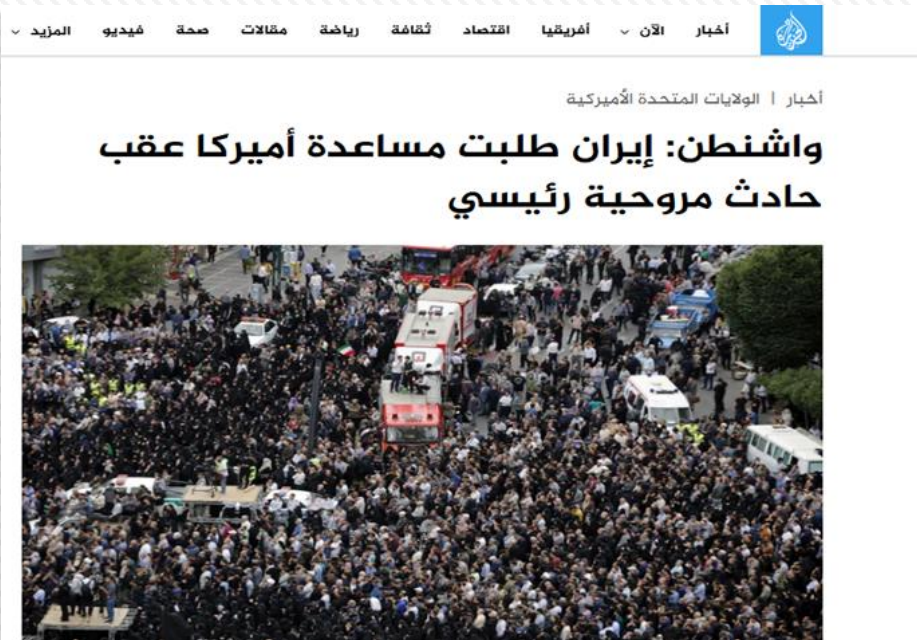 أخبار الآن أفريقيا اقتصاد ثقافة رياضة مقالات صحة فيديو المزيد
أخبار | الولايات المتحدة الأميركية
واشنطن: إيران طلبت مساعدة أميركا عقب
حادث مروحية رئيسي